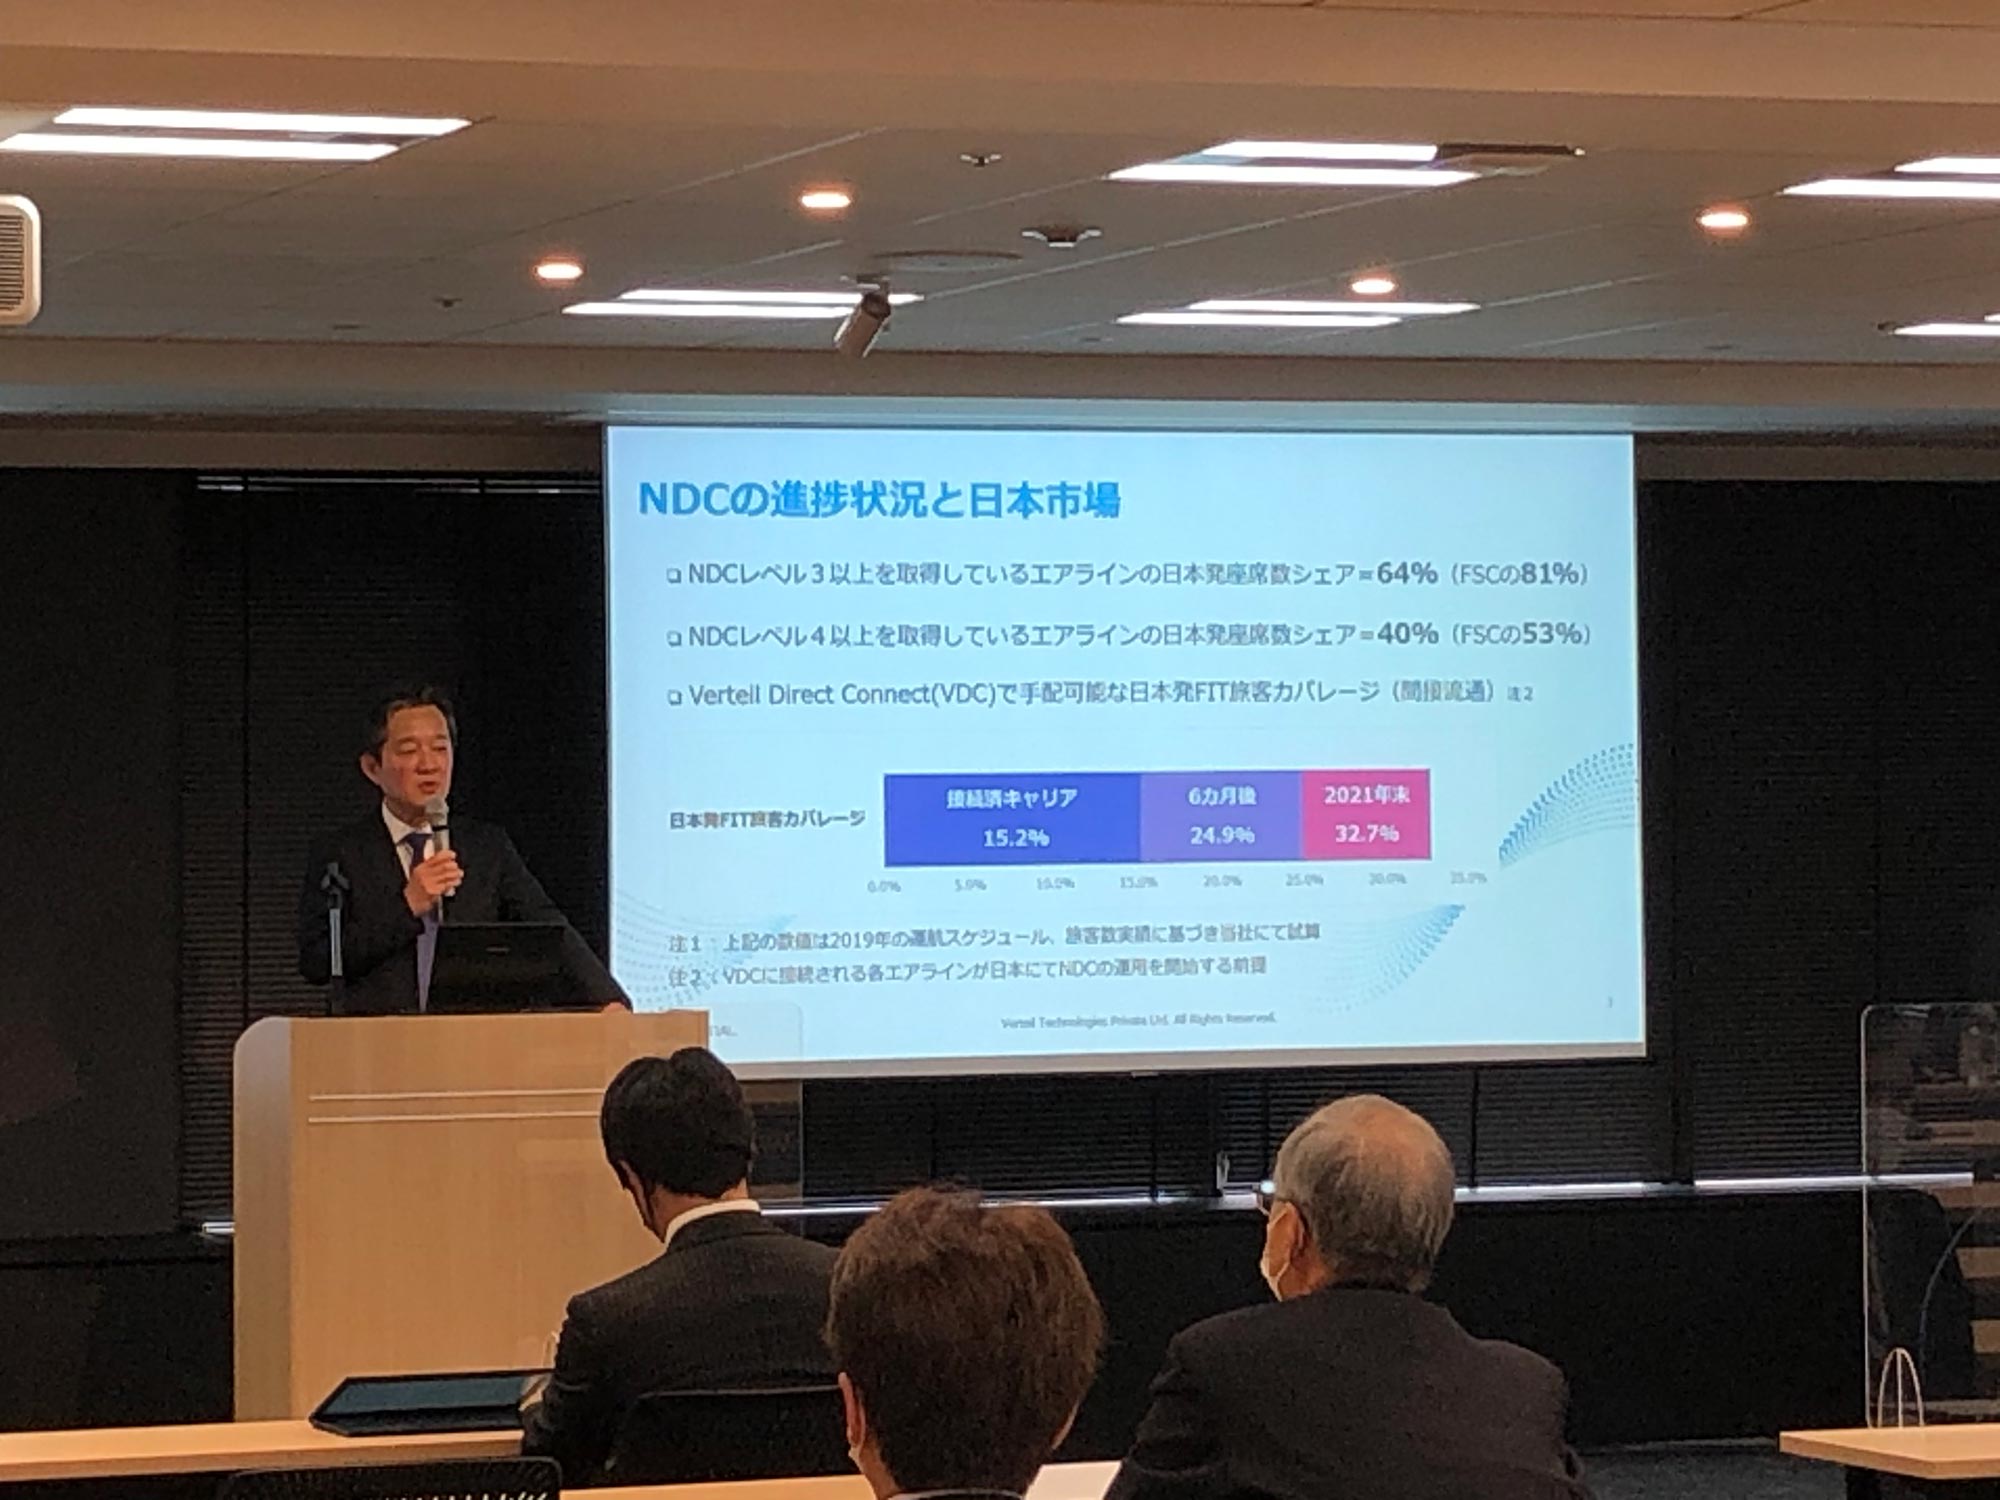 NDCの進捗状況と日本市場
❏ NDCレベル３以上を取得しているエアラインの日本発座席数シェア=64%（FSCの81%）
❏ NDCレベル４以上を取得しているエアラインの日本発座席数シェア=40%（FSCの53%）
❏ Verteil Direct Connect(VDC)で手配可能な日本発FIT旅客カバレージ（間接流通）注2
日本発FIT旅客カバレージ
接続済キャリア 6カ月後 2021年末
15.2% 24.9% 32.7%
0.0% 5.0% 10.0% 15.0% 20.0% 25.0% 30.0% 35.0%
注１：上記の数値は2019年の運航スケジュール、旅客数実績に基づき当社にて試算
注２：VDCに接続される各エアラインが日本にてNDCの運用を開始する前提
Verteil Technologies Private Ltd. All Rights Reserved.